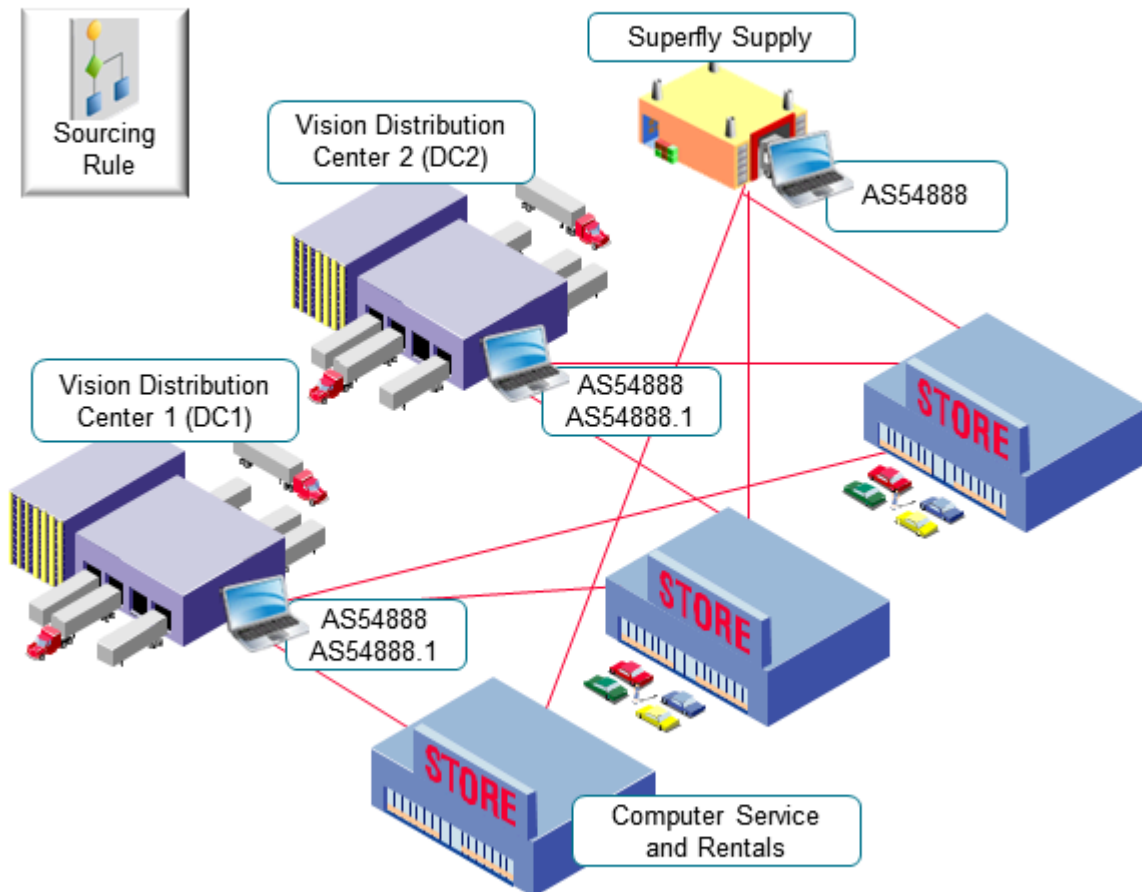 Sourcing
Rule
Superfly Supply
Vision Distribution
Center 2 (DC2)
AS54888
Vision Distribution
Center 1 (DC1)
AS54888
AS54888.1
STORE
AS54888
AS54888.1
STORE
STORE
Computer Service
and Rentals